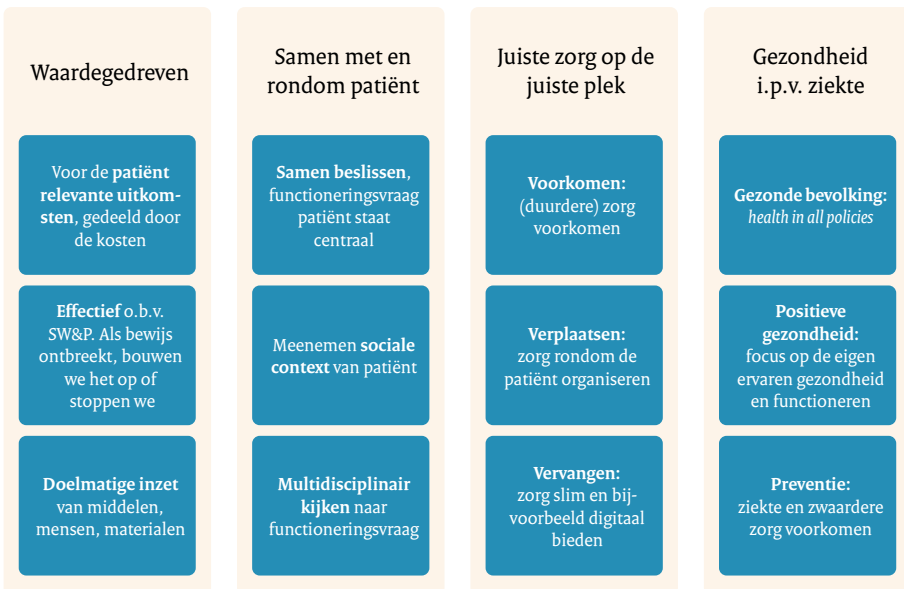 Waardegedreven
Voor de patiënt
relevante uitkom-
sten, gedeeld door
de kosten
Effectief o.b.v.
SW&P. Als bewijs
ontbreekt, bouwen
we het op of
stoppen we
Doelmatige inzet
van middelen,
mensen, materialen
Samen met en
rondom patiënt
Samen beslissen,
functioneringsvraag
patiënt staat
centraal
Meenemen sociale
context van patiënt
Multidisciplinair
kijken naar
functioneringsvraag
Juiste zorg op de
juiste plek
Voorkomen:
(duurdere) zorg
voorkomen
Verplaatsen:
zorg rondom de
patiënt organiseren
Vervangen:
zorg slim en bij-
voorbeeld digitaal
bieden
Gezondheid
i.p.v. ziekte
Gezonde bevolking:
health in all policies
Positieve
gezondheid:
focus op de eigen
ervaren gezondheid
en functioneren
Preventie:
ziekte en zwaardere
zorg voorkomen